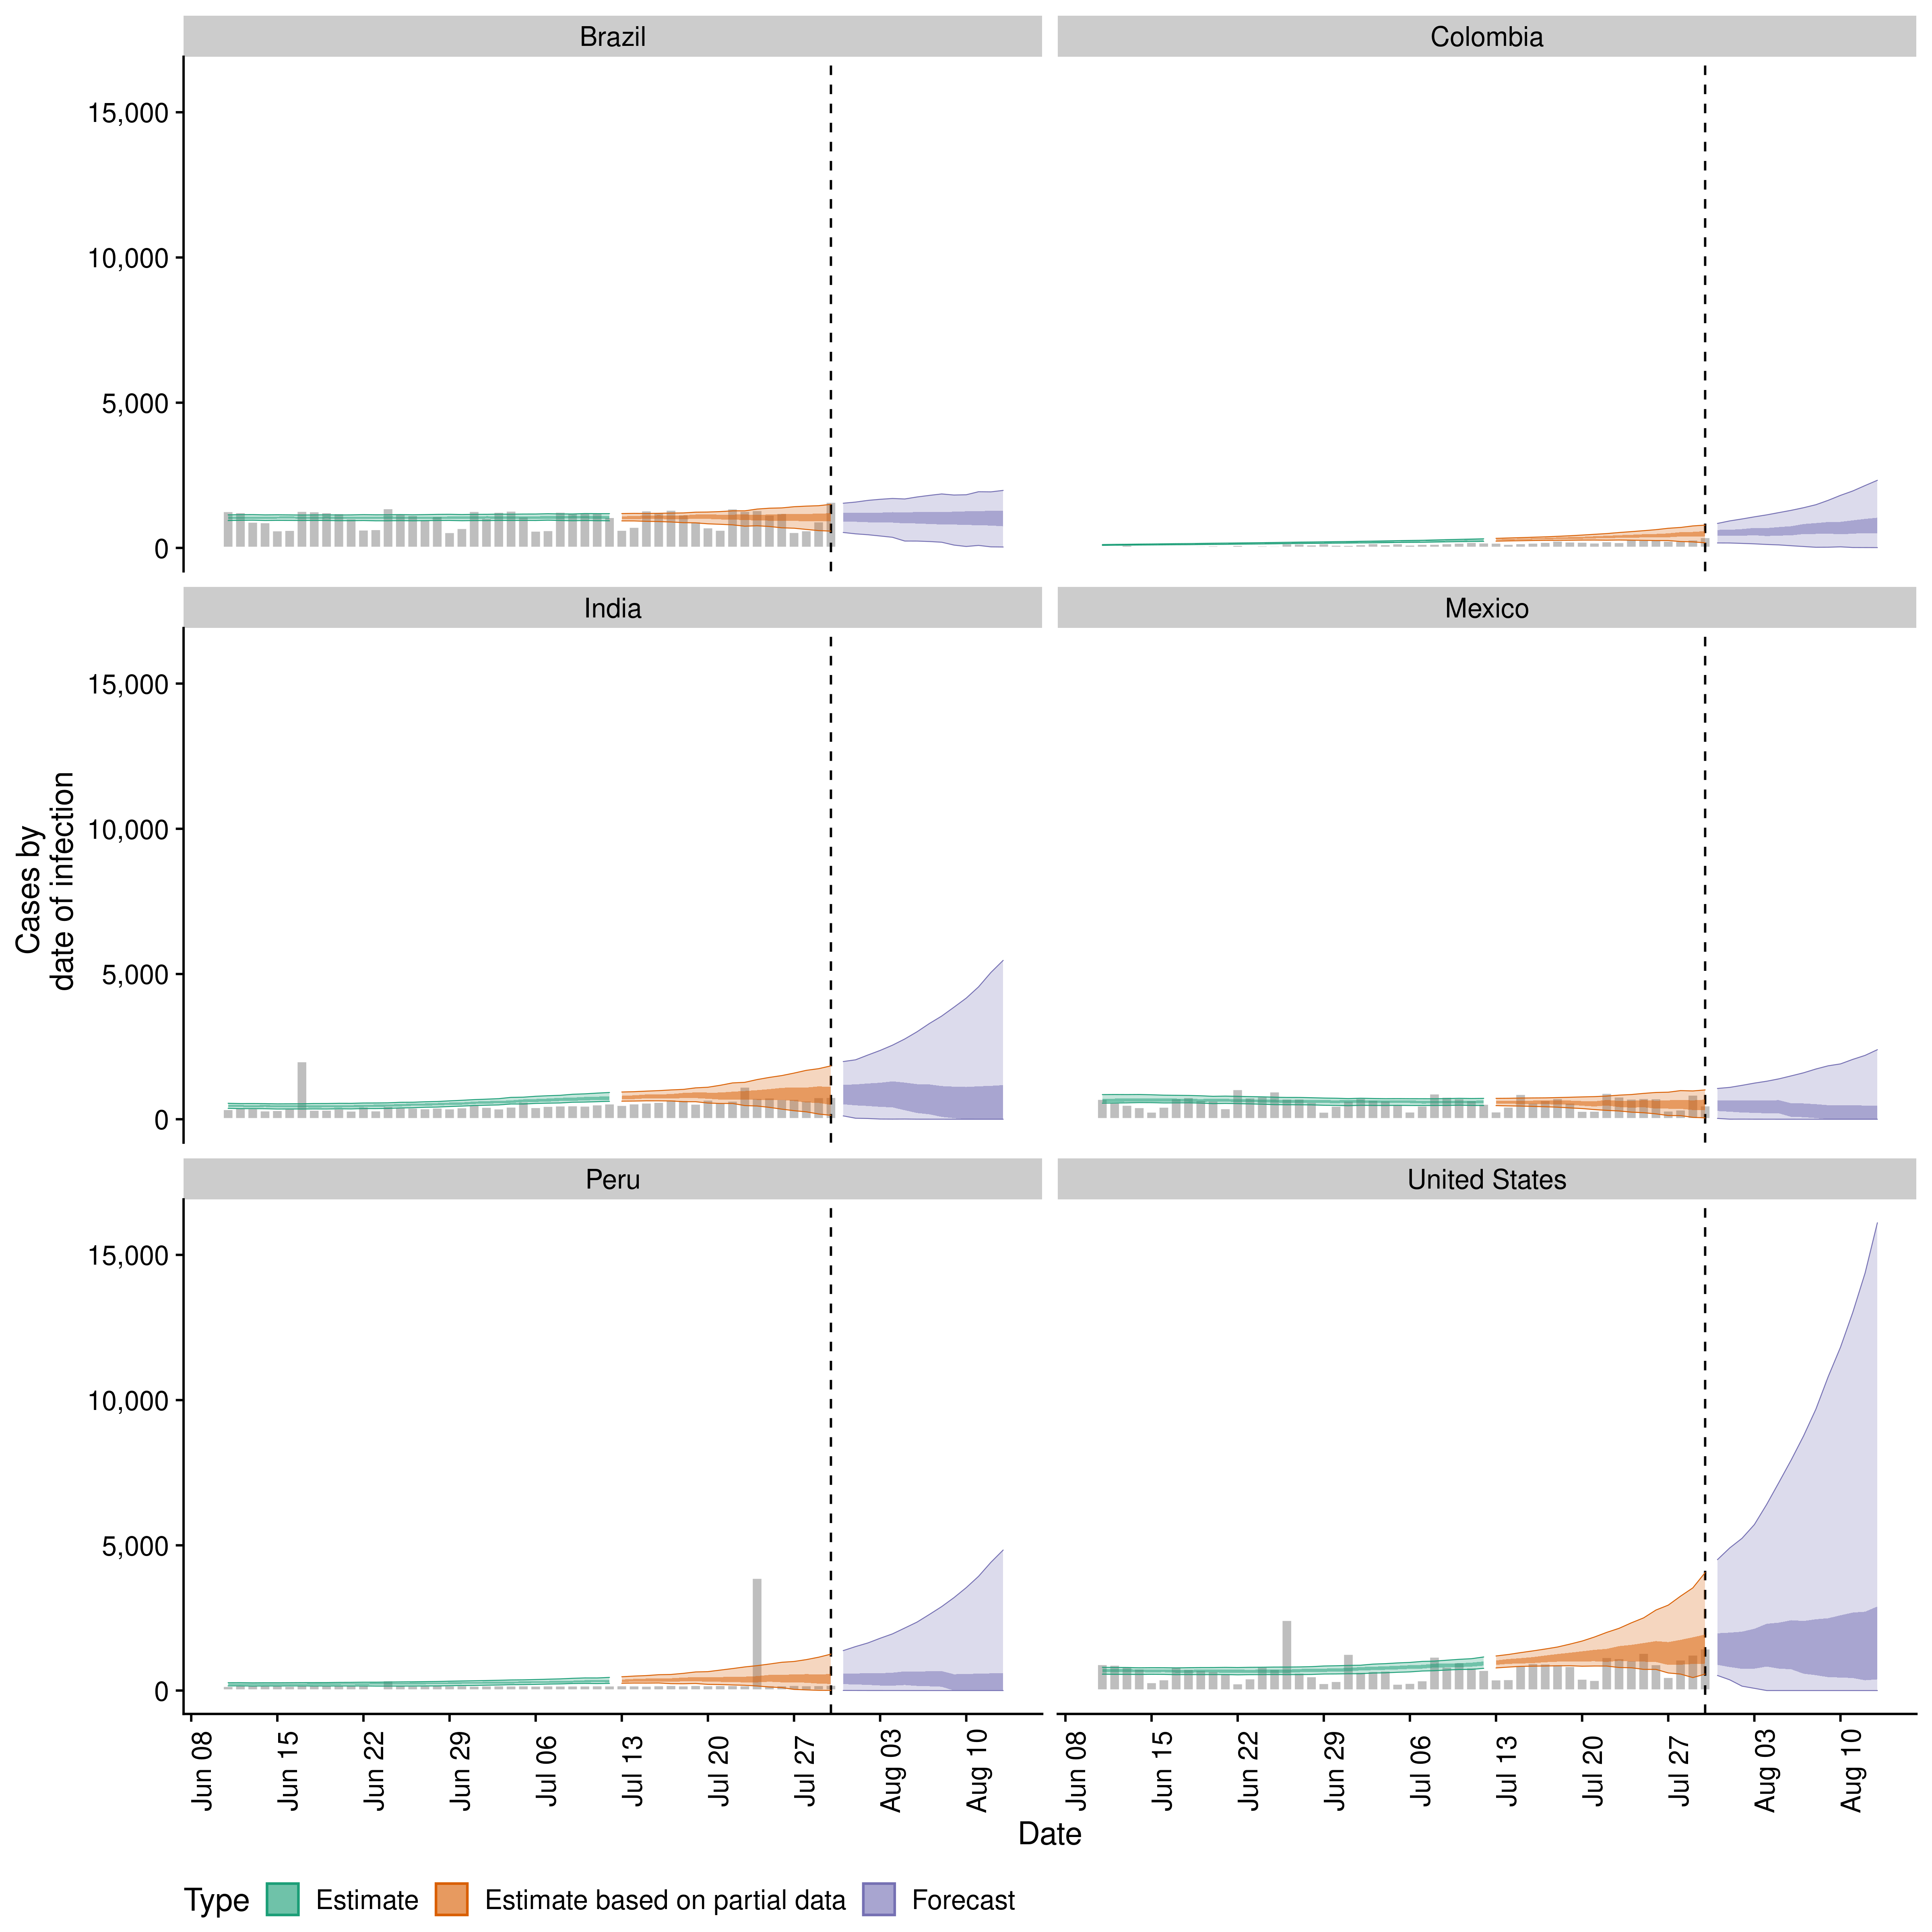 Brazil
Colombia
15,000
10,000
5,000
0
India
Mexico
15,000
10,000
5,000
0
Cases by
date of infection
Peru
United States
15,000
10,000
5,000
0
Jun 08
Jun 15
Jun 22
Jun 29
Jul 06
Jul 13
Jul 20
Jul 27
Aug 03
Aug 10
Jun 08
Jun 15
Jun 22
Jun 29
Jul 06
Jul 13
Jul 20
Jul 27
Aug 03
Aug 10
Date
Type Estimate Estimate based on partial data Forecast